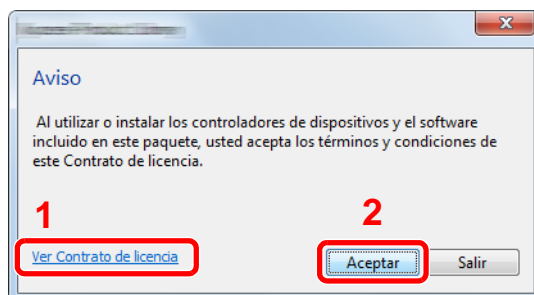 Aviso
Al utilizar o instalar los controladores de dispositivos y el software
incluido en este paquete, usted acepta los términos y condiciones de
este Contrato de licencia.
1
2
Ver Contrato de licencia
Aceptar
Salir